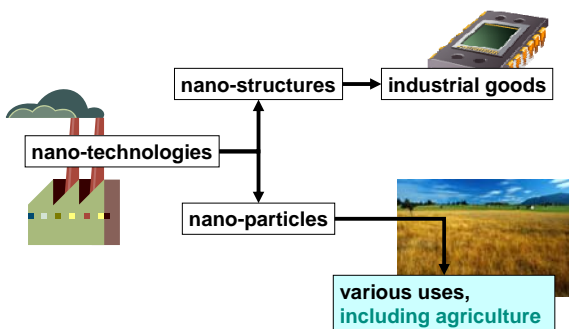 nano-structures
industrial goods
nano-technologies
nano-particles
various uses,
including agriculture